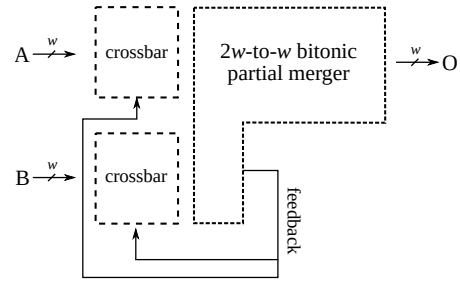 w
A
crossbar
2w-to-w bitonic
partial merger
w
O
w
B
crossbar
feedback